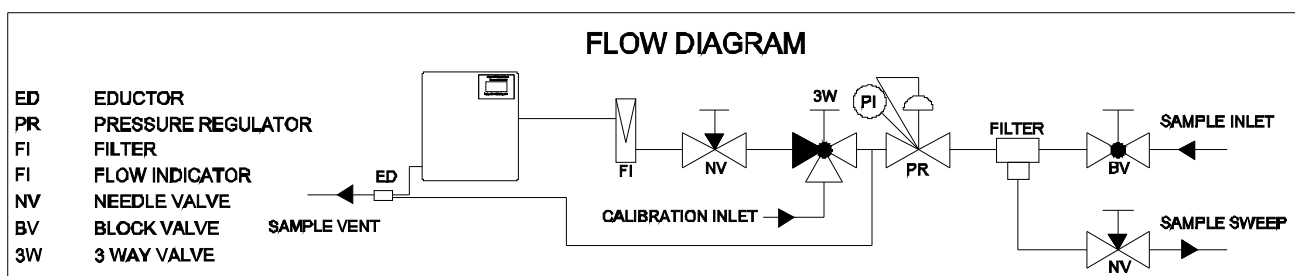 FLOW DIAGRAM
ED EDUCTOR
PR PRESSURE REGULATOR
FI FILTER
FI FLOW INDICATOR
NV NEEDLE VALVE
BV BLOCK VALVE
3W 3 WAY VALVE
ED
SAMPLE VENT
FI
NV
3W
CALIBRATION INLET
PI
PR
FILTER
SAMPLE INLET
BV
SAMPLE SWEEP
NV